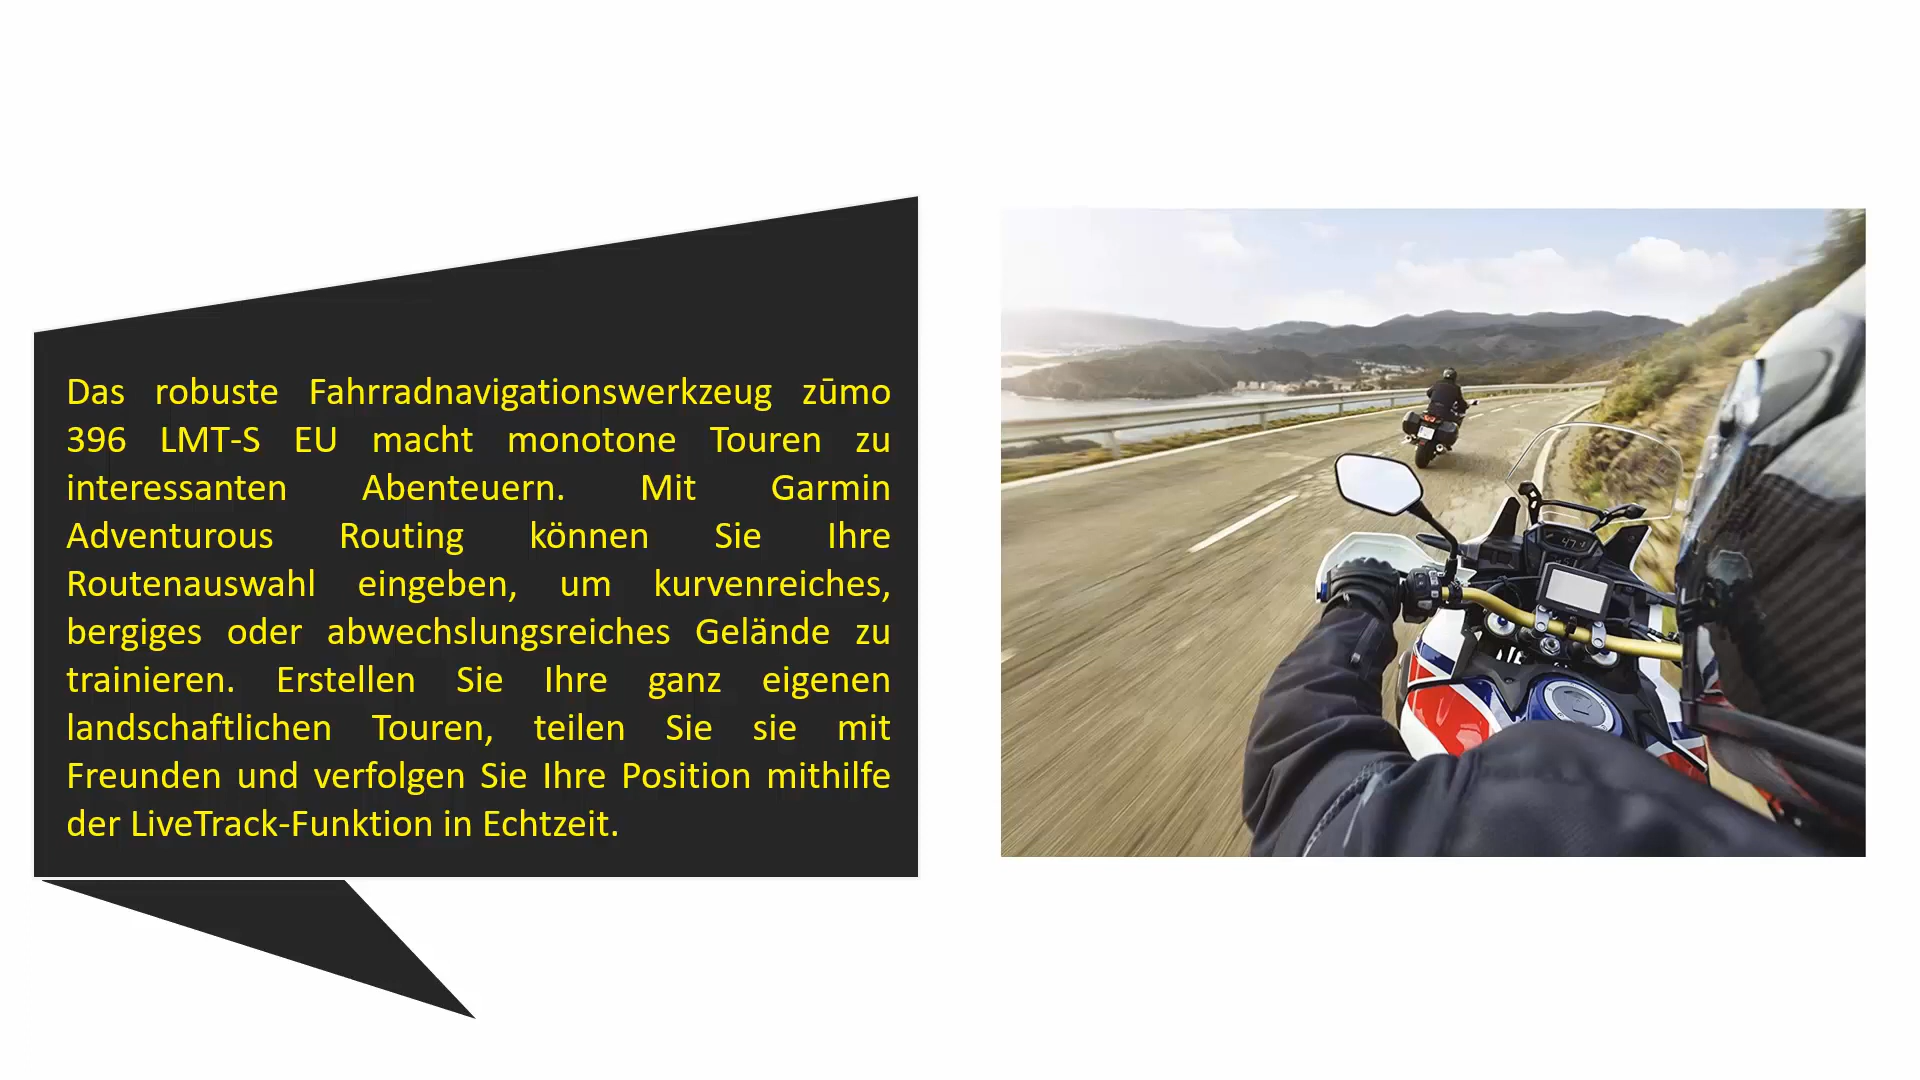 Das robuste Fahrradnavigationswerkzeug zūmo
396 LMT-S EU macht monotone Touren zu
interessanten Abenteuern. Mit Garmin
Adventurous Routing können Sie Ihre
Routenauswahl eingeben, um kurvenreiches,
bergiges oder abwechslungsreiches Gelände zu
trainieren. Erstellen Sie Ihre ganz eigenen
landschaftlichen Touren, teilen Sie sie mit
Freunden und verfolgen Sie Ihre Position mithilfe
der LiveTrack-Funktion in Echtzeit.